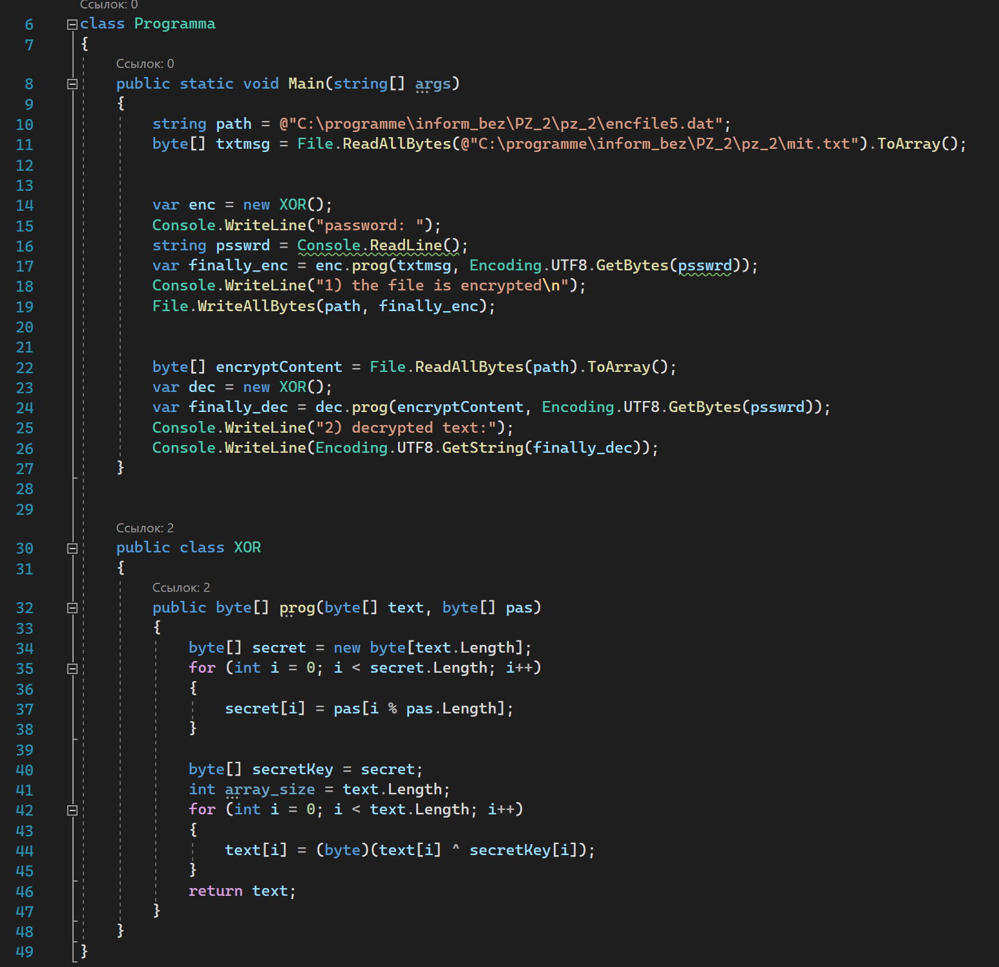 Ссылок: 0
6 class Programma
7 {
Ссылок: 0
8 public static void Main(string[] args)
9 {
10 string path = @"C:\programme\inform_bez\PZ_2\pz_2\encfile5.dat";
11 byte[] txtmsg = File.ReadAllBytes(@"C:\programme\inform_bez\PZ_2\pz_2\mit.txt").ToArray();
12
13
14 var enc = new XOR();
15 Console.WriteLine("password: ");
16 string psswrd = Console.ReadLine();
17 var finally_enc = enc.prog(txtmsg, Encoding.UTF8.GetBytes(psswrd));
18 Console.WriteLine("1) the file is encrypted\n");
19 File.WriteAllBytes(path, finally_enc);
20
21
22 byte[] encryptContent = File.ReadAllBytes(path).ToArray();
23 var dec = new XOR();
24 var finally_dec = dec.prog(encryptContent, Encoding.UTF8.GetBytes(psswrd));
25 Console.WriteLine("2) decrypted text:");
26 Console.WriteLine(Encoding.UTF8.GetString(finally_dec));
27 }
28
29
Ссылок: 2
30 public class XOR
31 {
Ссылок: 2
32 public byte[] prog(byte[] text, byte[] pas)
33 {
34 byte[] secret = new byte[text.Length];
35 for (int i = 0; i < secret.Length; i++)
36 {
37 secret[i] = pas[i % pas.Length];
38 }
39
40 byte[] secretKey = secret;
41 int array_size = text.Length;
42 for (int i = 0; i < text.Length; i++)
43 {
44 text[i] = (byte)(text[i] ^ secretKey[i]);
45 }
46 return text;
47 }
48 }
49 }